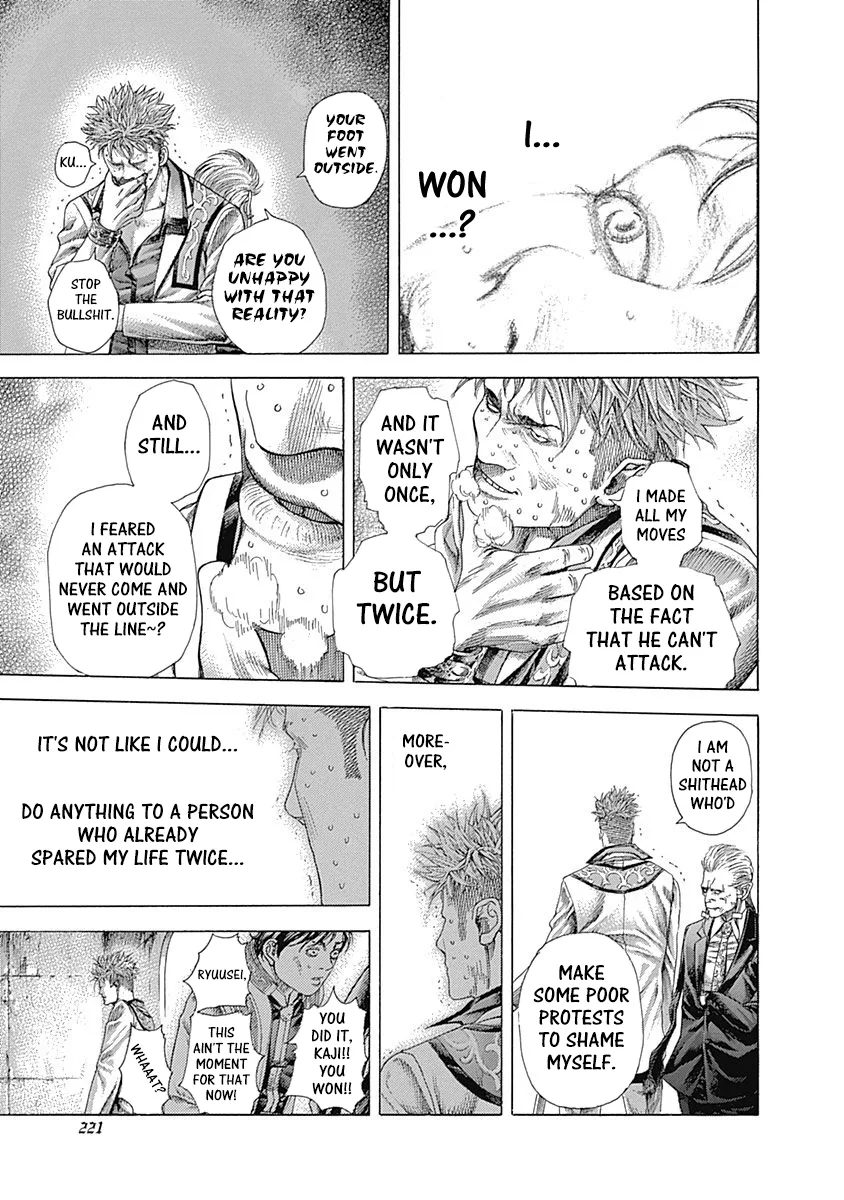 I...
WON
...?
YOUR
FOOT
WENT
OUTSIDE.
ARE YOU
UNHAPPY
WITH THAT
REALITY?
KU...
STOP
THE
BULLSHIT.
I MADE
ALL MY
MOVES
BASED ON
THE FACT
THAT HE CAN'T
ATTACK.
AND IT
WASN'T
ONLY
ONCE,
BUT
TWICE.
AND
STILL...
I FEARED
AN ATTACK
THAT WOULD
NEVER COME AND
WENT OUTSIDE
THE LINE~?
I AM
NOT A
SHITHEAD
WHO'D
MAKE
SOME POOR
PROTESTS
TO SHAME
MYSELF.
MORE-
OVER,
IT'S NOT LIKE I COULD...
DO ANYTHING TO A PERSON
WHO ALREADY
SPARED MY LIFE TWICE...
YOU
DID IT,
KAJI!!
YOU
WON!!
RYUUSEI,
THIS
AIN'T THE
MOMENT
FOR THAT
NOW!
WHAAAT?
221